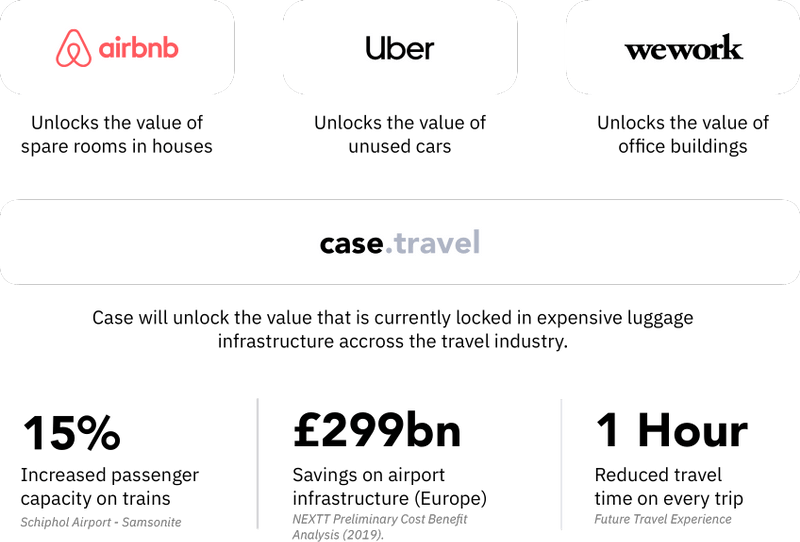 airbnb
Uber
wework
Unlocks the value of
spare rooms in houses
Unlocks the value of
unused cars
Unlocks the value of
office buildings
case.travel
Case will unlock the value that is currently locked in expensive luggage
infrastructure accross the travel industry.
15%
Increased passenger
capacity on trains
Schiphol Airport - Samsonite
£299bn
Savings on airport
infrastructure (Europe)
NEXTT Preliminary Cost Benefit
Analysis (2019).
1 Hour
Reduced travel
time on every trip
Future Travel Experience